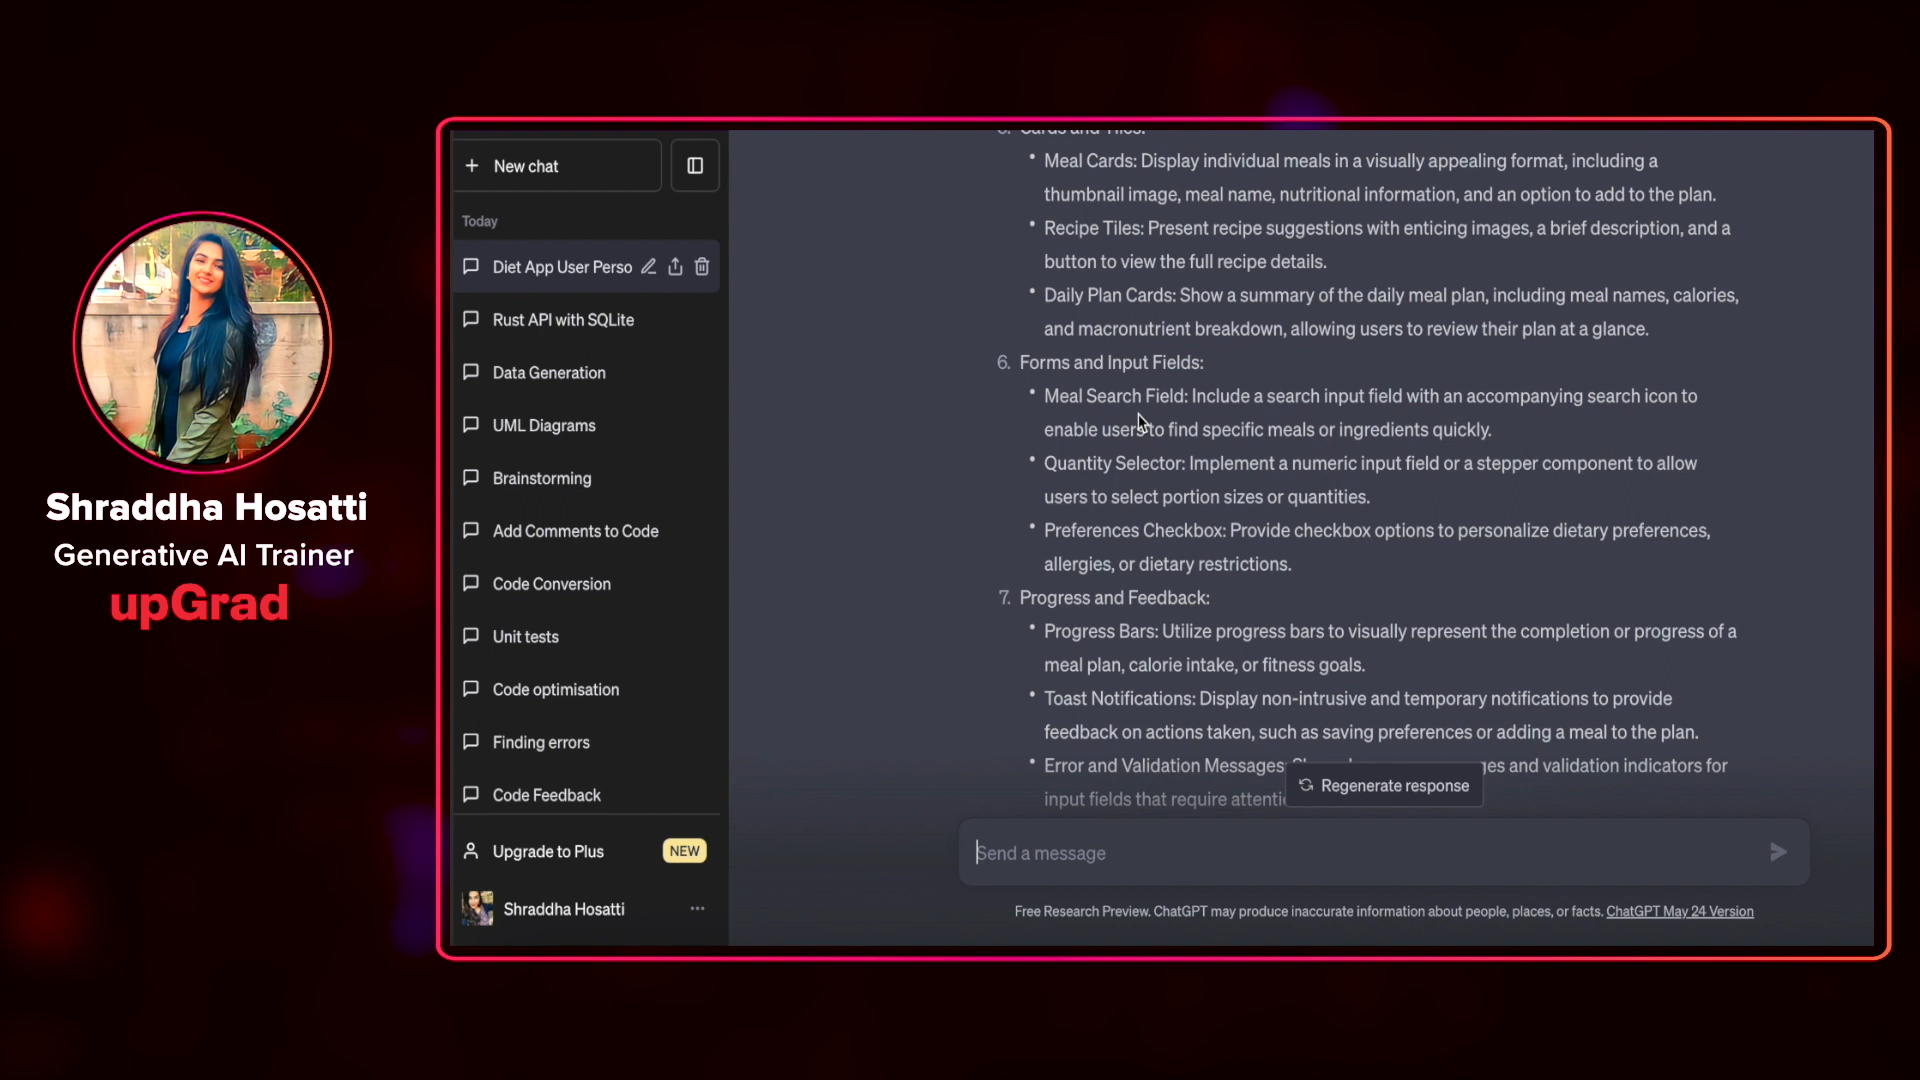 Shraddha Hosatti
Generative AI Trainer
upGrad
New chat
Today
Diet App User Perso
Rust API with SQLite
Data Generation
UML Diagrams
Brainstorming
Add Comments to Code
Code Conversion
Unit tests
Code optimisation
Finding errors
Code Feedback
Upgrade to Plus NEW
Shraddha Hosatti
Cards and Tiles:
• Meal Cards: Display individual meals in a visually appealing format, including a
thumbnail image, meal name, nutritional information, and an option to add to the plan.
• Recipe Tiles: Present recipe suggestions with enticing images, a brief description, and a
button to view the full recipe details.
• Daily Plan Cards: Show a summary of the daily meal plan, including meal names, calories,
and macronutrient breakdown, allowing users to review their plan at a glance.
6. Forms and Input Fields:
• Meal Search Field: Include a search input field with an accompanying search icon to
enable users to find specific meals or ingredients quickly.
• Quantity Selector: Implement a numeric input field or a stepper component to allow
users to select portion sizes or quantities.
• Preferences Checkbox: Provide checkbox options to personalize dietary preferences,
allergies, or dietary restrictions.
7. Progress and Feedback:
• Progress Bars: Utilize progress bars to visually represent the completion or progress of a
meal plan, calorie intake, or fitness goals.
• Toast Notifications: Display non-intrusive and temporary notifications to provide
feedback on actions taken, such as saving preferences or adding a meal to the plan.
• Error and Validation Messages: and validation indicators for
input fields that require
Regenerate response
Send a message
Free Research Preview. ChatGPT may produce inaccurate information about people, places, or facts. ChatGPT May 24 Version